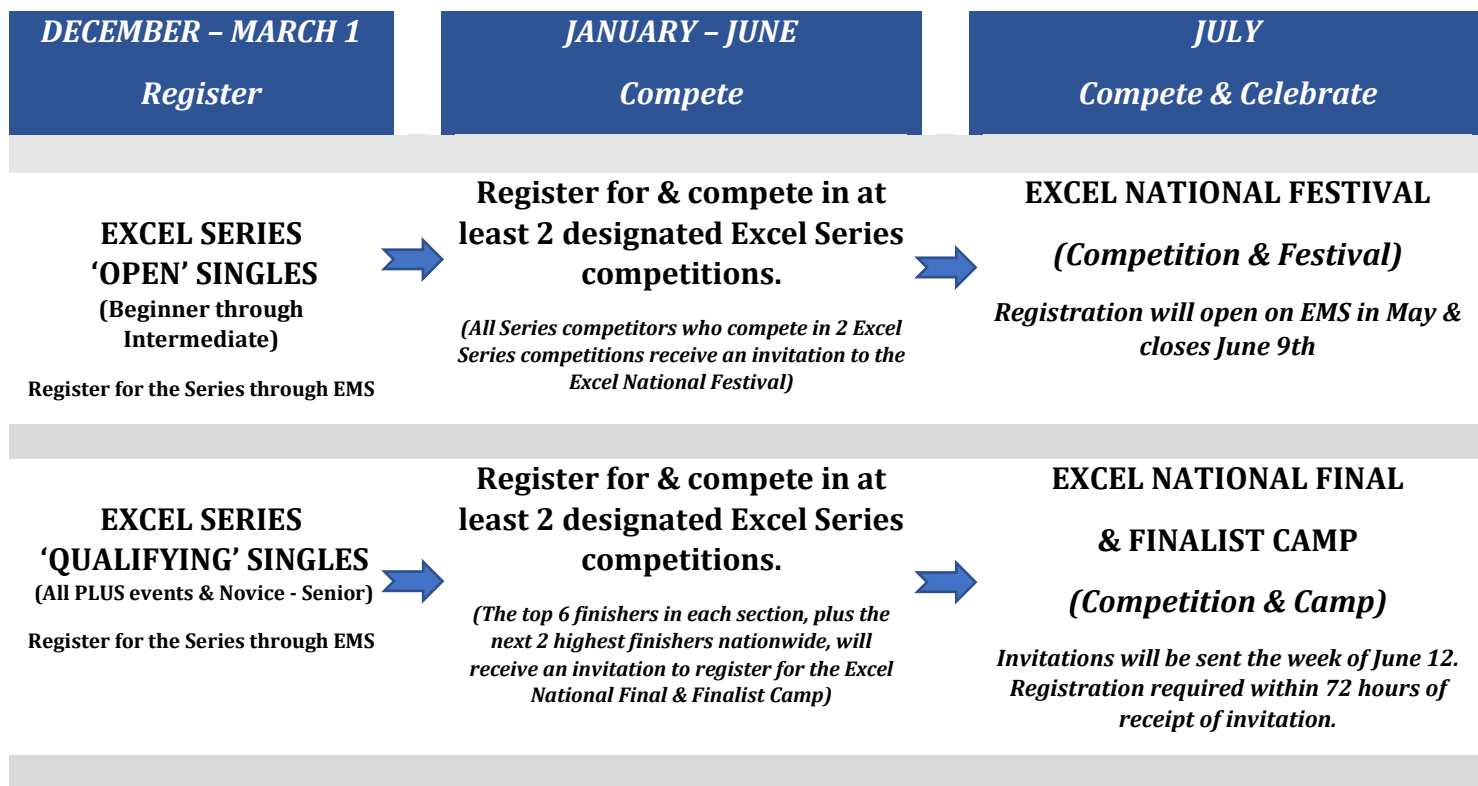 DECEMBER – MARCH 1
Register
JANUARY – JUNE
Compete
JULY
Compete & Celebrate
EXCEL SERIES
‘OPEN’ SINGLES
(Beginner through
Intermediate)
Register for the Series through EMS
Register for & compete in at
least 2 designated Excel Series
competitions.
(All Series competitors who compete in 2 Excel
Series competitions receive an invitation to the
Excel National Festival)
EXCEL NATIONAL FESTIVAL
(Competition & Festival)
Registration will open on EMS in May &
closes June 9th
EXCEL SERIES
‘QUALIFYING’ SINGLES
(All PLUS events & Novice - Senior)
Register for the Series through EMS
Register for & compete in at
least 2 designated Excel Series
competitions.
(The top 6 finishers in each section, plus the
next 2 highest finishers nationwide, will
receive an invitation to register for the Excel
National Final & Finalist Camp)
EXCEL NATIONAL FINAL
& FINALIST CAMP
(Competition & Camp)
Invitations will be sent the week of June 12.
Registration required within 72 hours of
receipt of invitation.